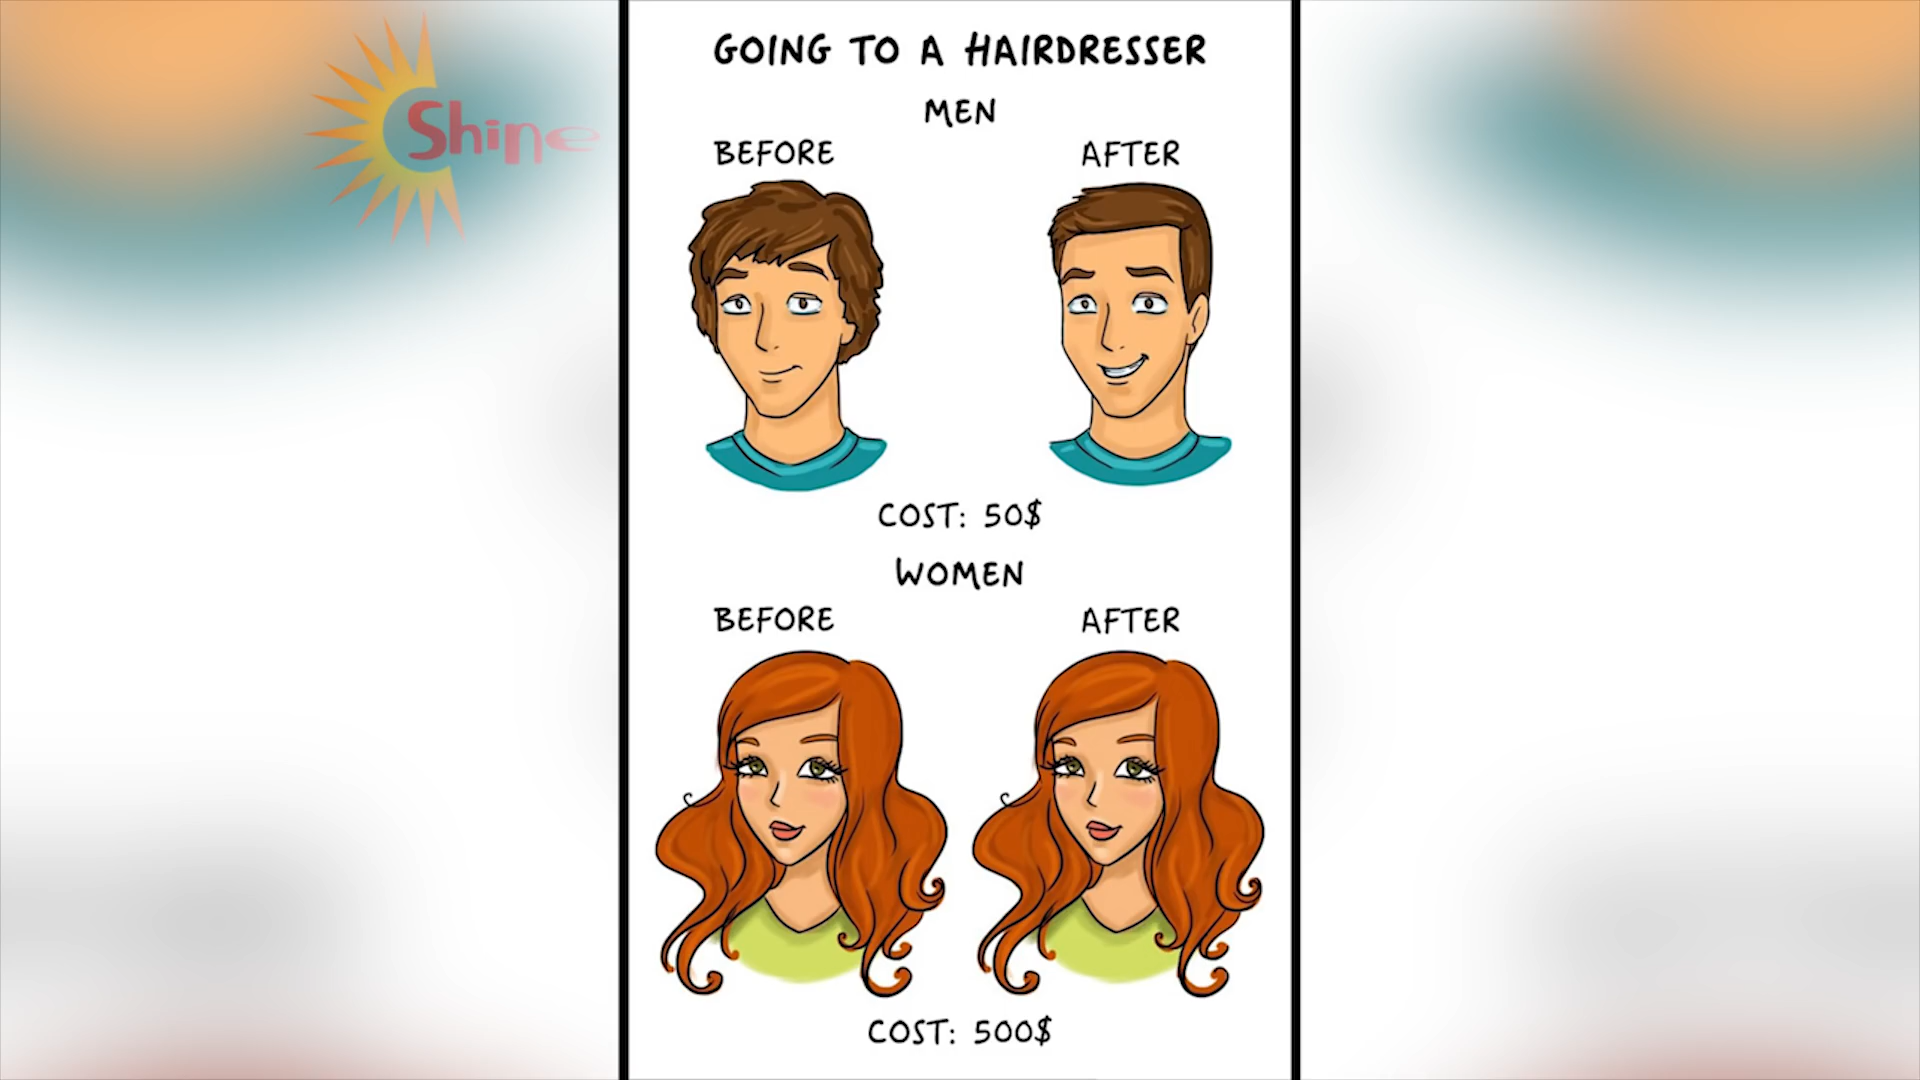 Shine
GOING TO A HAIRDRESSER
MEN
BEFORE
AFTER
COST: 50$
WOMEN
BEFORE
AFTER
COST: 500$